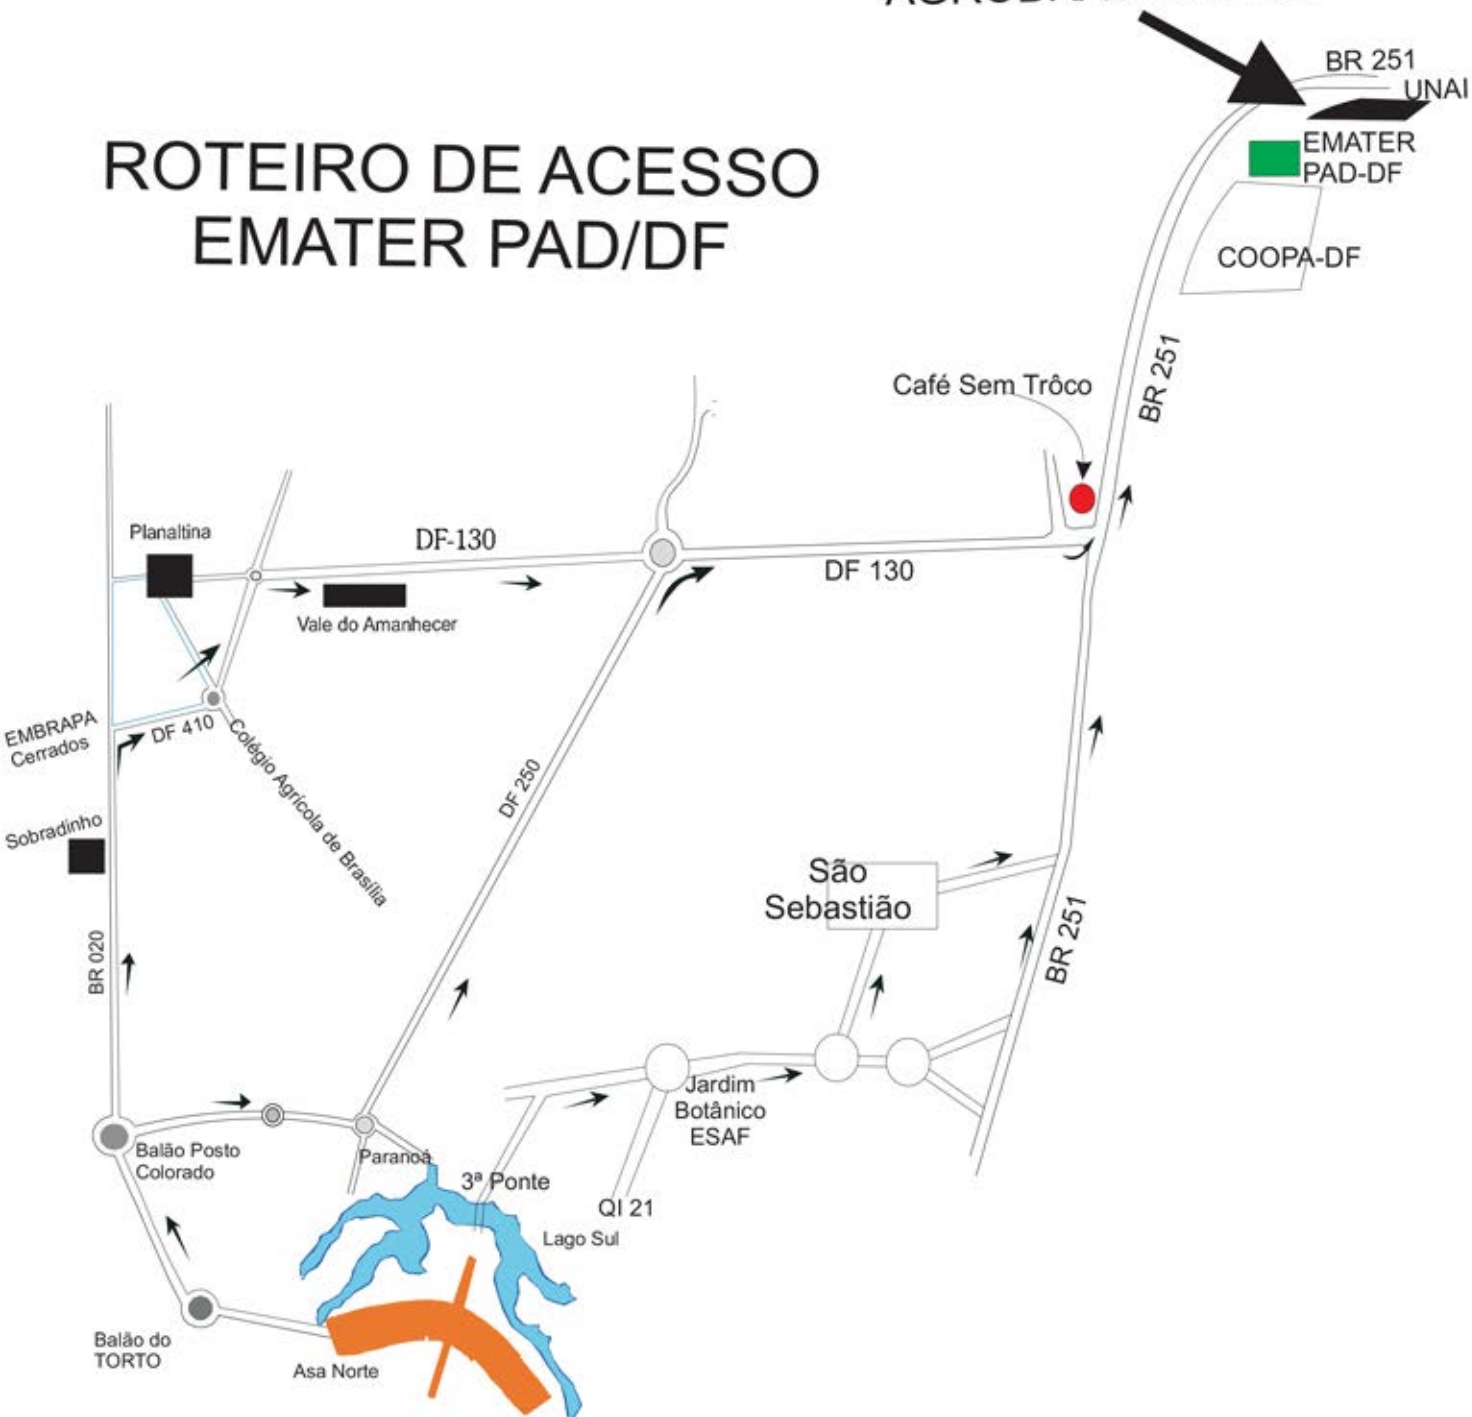 BR 251
UNAI
EMATER
PAD-DF
COOPA-DF
ROTEIRO DE ACESSO
EMATER PAD/DF
Café Sem Trôco
BR 251
Planaltina
DF-130
DF 130
Vale do Amanhecer
EMBRAPA
Cerrados
DF 410
Colégio Agrícola de Brasília
DF 250
Sobradinho
São
Sebastião
BR 020
BR 251
Jardim
Botânico
ESAF
Balão Posto
Colorado
Paranoá
3ª Ponte
QI 21
Lago Sul
Balão do
TORTO
Asa Norte